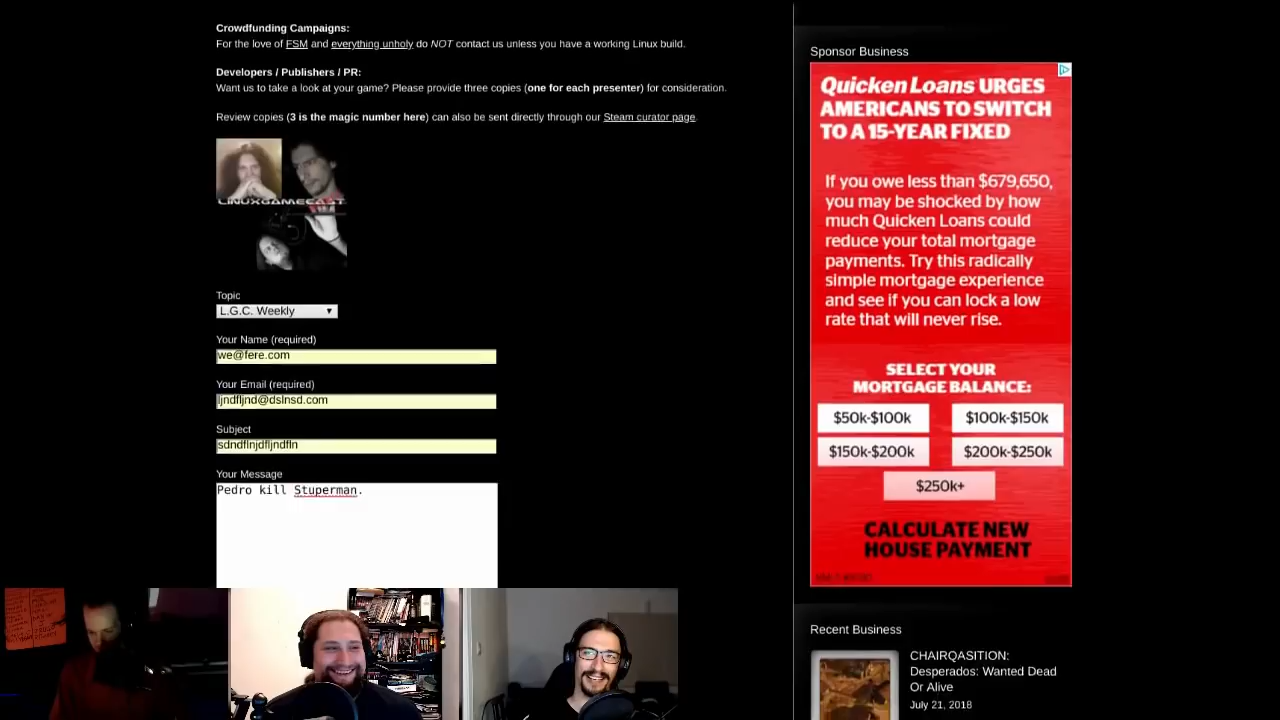 Crowdfunding Campaigns:
For the love of FSM and everything unholy do NOT contact us unless you have a working Linux build.
Developers / Publishers / PR:
Want us to take a look at your game? Please provide three copies (one for each presenter) for consideration.
Review copies (3 is the magic number here) can also be sent directly through our Steam curator page.
LINUXGAMECAST
Topic
L.G.C. Weekly
Your Name (required)
we@fere.com
Your Email (required)
ljndfljnd@dslnsd.com
Subject
sdndflnjdfljndfln
Your Message
Pedro kill Stuperman.
Sponsor Business
Quicken Loans URGES
AMERICANS TO SWITCH
TO A 15-YEAR FIXED
If you owe less than $679,650,
you may be shocked by how
much Quicken Loans could
reduce your total mortgage
payments. Try this radically
simple mortgage experience
and see if you can lock a low
rate that will never rise.
SELECT YOUR
MORTGAGE BALANCE:
$50k-$100k
$100k-$150k
$150k-$200k
$200k-$250k
$250k+
CALCULATE NEW
HOUSE PAYMENT
Recent Business
CHAIRQASITION:
Desperados: Wanted Dead
Or Alive
July 21, 2018